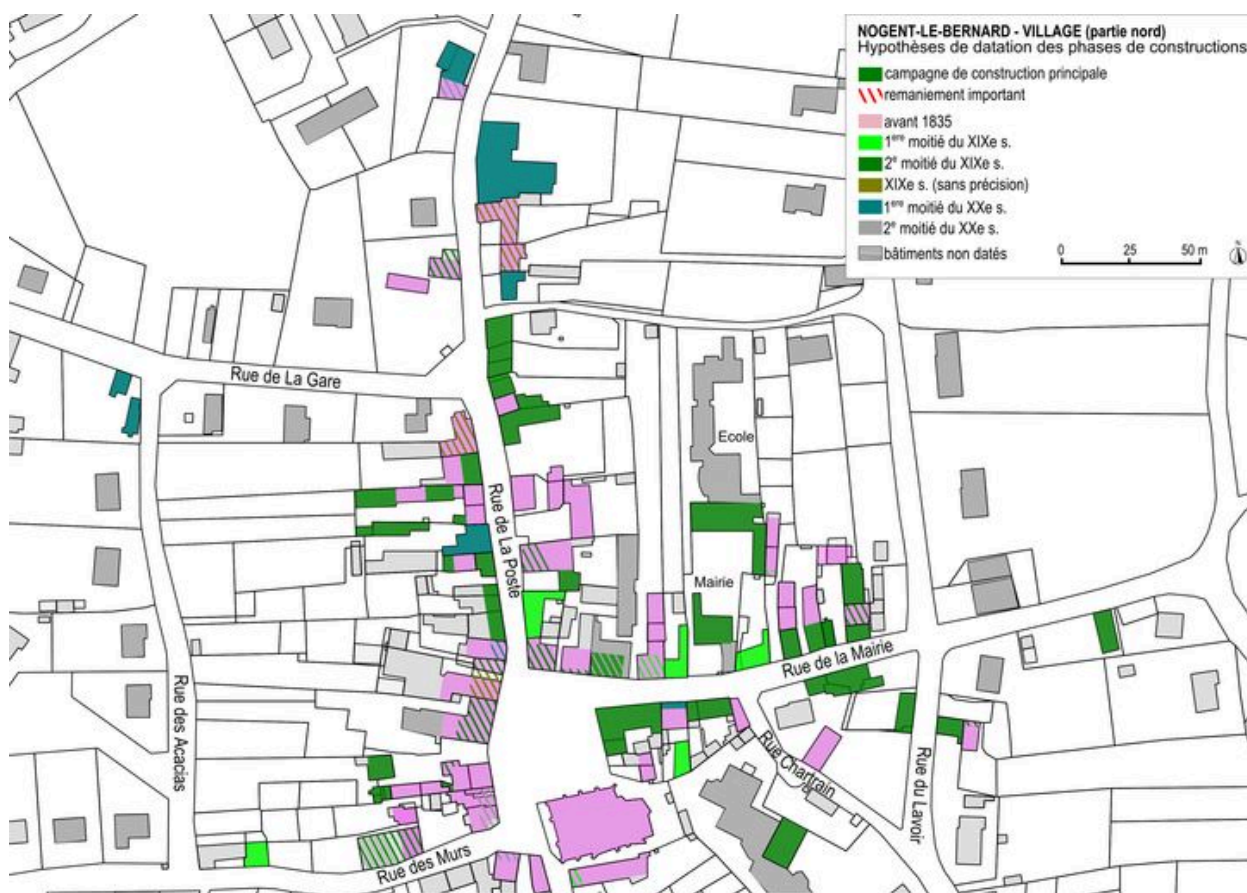 NOGENT-LE-BERNARD - VILLAGE (partie nord)
Hypothèses de datation des phases de constructions
campagne de construction principale
remaniement important
avant 1835
1ere moitié du XIXe s.
2e moitié du XIXe s.
XIXe s. (sans précision)
1ere moitié du XXe s.
2e moitié du XXe s.
bâtiments non datés
0 25 50 m
N
Rue de La Gare
Ecole
Rue de La Poste
Mairie
Rue de la Mairie
Rue des Acacias
Rue Chartrain
Rue du Lavoir
Rue des Murs